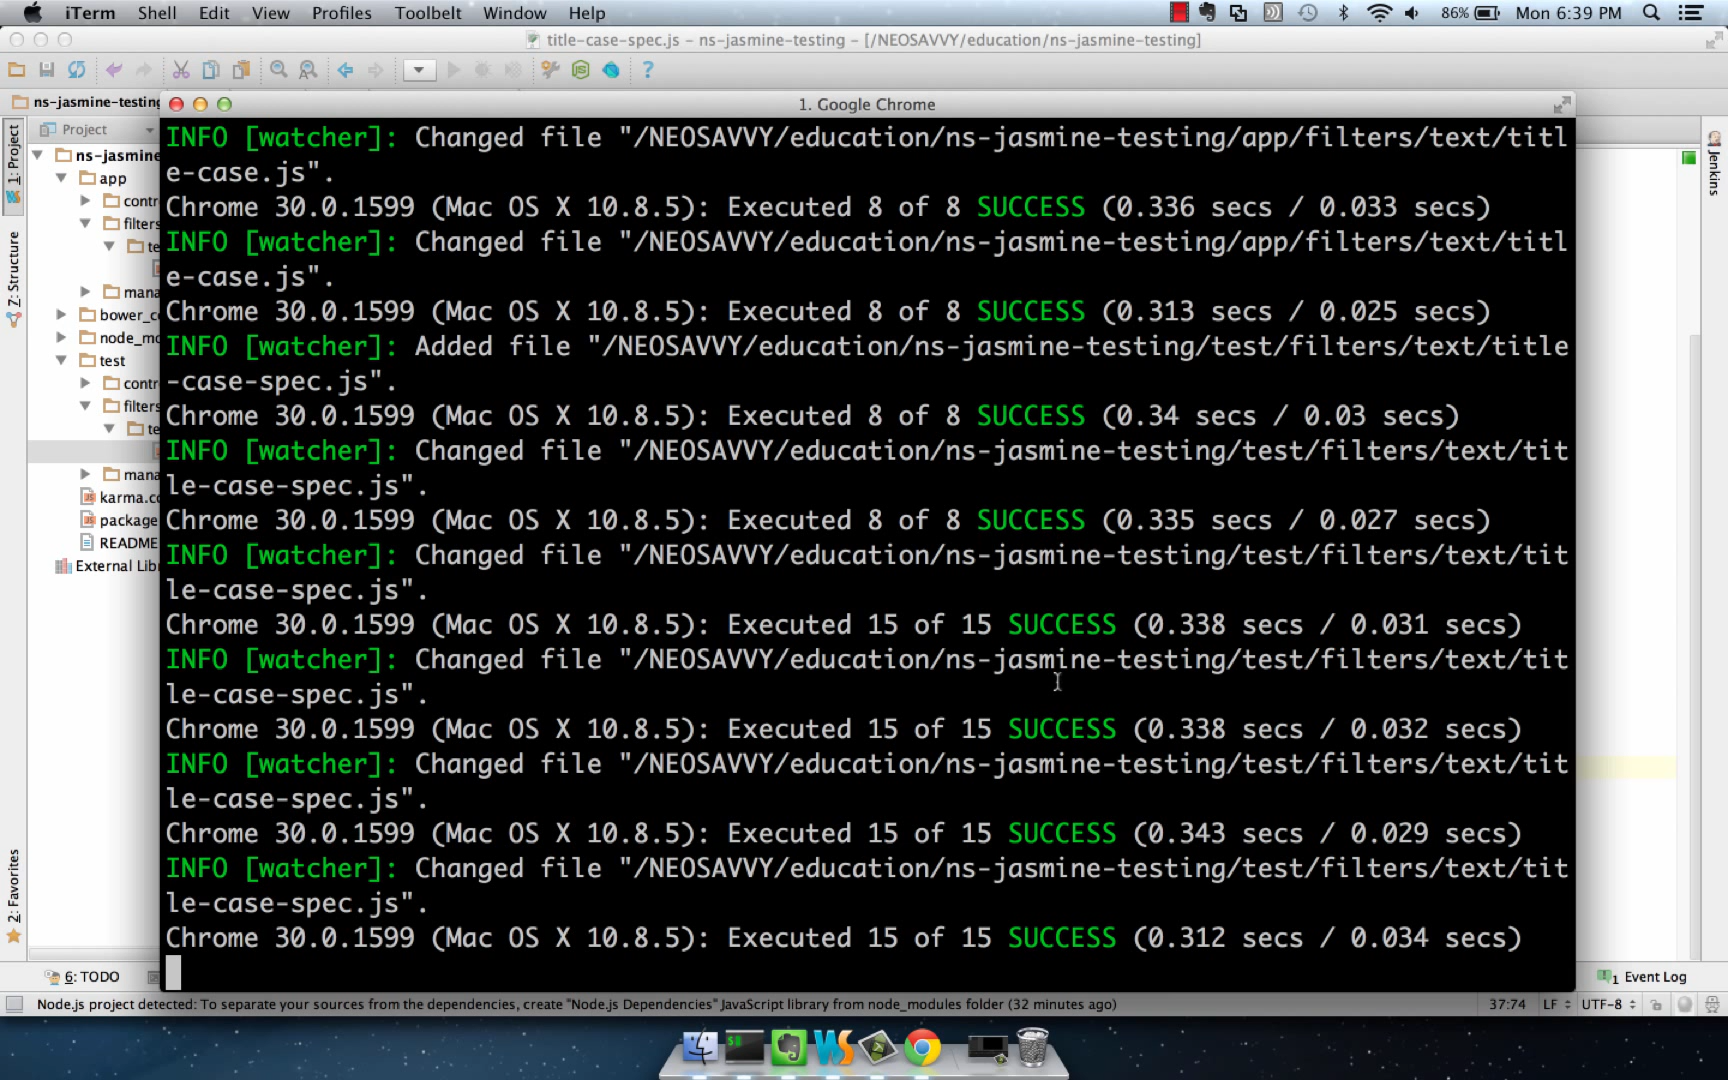 iTerm Shell Edit View Profiles Toolbelt Window Help 86% Mon 6:39 PM
title-case-spec.js - ns-jasmine-testing - [/NEOSAVVY/education/ns-jasmine-testing]
ns-jasmine-testing
1. Google Chrome
1: Project
Z: Structure
2: Favorites
Jenkins
Project
ns-jasmine
app
contr
filters
te
mana
bower_c
node_mo
test
contr
filters
te
mana
karma.co
package
README
External Lib
INFO [watcher]: Changed file "/NEOSAVVY/education/ns-jasmine-testing/app/filters/text/titl
e-case.js".
Chrome 30.0.1599 (Mac OS X 10.8.5): Executed 8 of 8 SUCCESS (0.336 secs / 0.033 secs)
INFO [watcher]: Changed file "/NEOSAVVY/education/ns-jasmine-testing/app/filters/text/titl
e-case.js".
Chrome 30.0.1599 (Mac OS X 10.8.5): Executed 8 of 8 SUCCESS (0.313 secs / 0.025 secs)
INFO [watcher]: Added file "/NEOSAVVY/education/ns-jasmine-testing/test/filters/text/title
-case-spec.js".
Chrome 30.0.1599 (Mac OS X 10.8.5): Executed 8 of 8 SUCCESS (0.34 secs / 0.03 secs)
INFO [watcher]: Changed file "/NEOSAVVY/education/ns-jasmine-testing/test/filters/text/tit
le-case-spec.js".
Chrome 30.0.1599 (Mac OS X 10.8.5): Executed 8 of 8 SUCCESS (0.335 secs / 0.027 secs)
INFO [watcher]: Changed file "/NEOSAVVY/education/ns-jasmine-testing/test/filters/text/tit
le-case-spec.js".
Chrome 30.0.1599 (Mac OS X 10.8.5): Executed 15 of 15 SUCCESS (0.338 secs / 0.031 secs)
INFO [watcher]: Changed file "/NEOSAVVY/education/ns-jasmine-testing/test/filters/text/tit
le-case-spec.js".
Chrome 30.0.1599 (Mac OS X 10.8.5): Executed 15 of 15 SUCCESS (0.338 secs / 0.032 secs)
INFO [watcher]: Changed file "/NEOSAVVY/education/ns-jasmine-testing/test/filters/text/tit
le-case-spec.js".
Chrome 30.0.1599 (Mac OS X 10.8.5): Executed 15 of 15 SUCCESS (0.343 secs / 0.029 secs)
INFO [watcher]: Changed file "/NEOSAVVY/education/ns-jasmine-testing/test/filters/text/tit
le-case-spec.js".
Chrome 30.0.1599 (Mac OS X 10.8.5): Executed 15 of 15 SUCCESS (0.312 secs / 0.034 secs)
6: TODO
1 Event Log
Node.js project detected: To separate your sources from the dependencies, create "Node.js Dependencies" JavaScript library from node_modules folder (32 minutes ago) 37:74 LF UTF-8